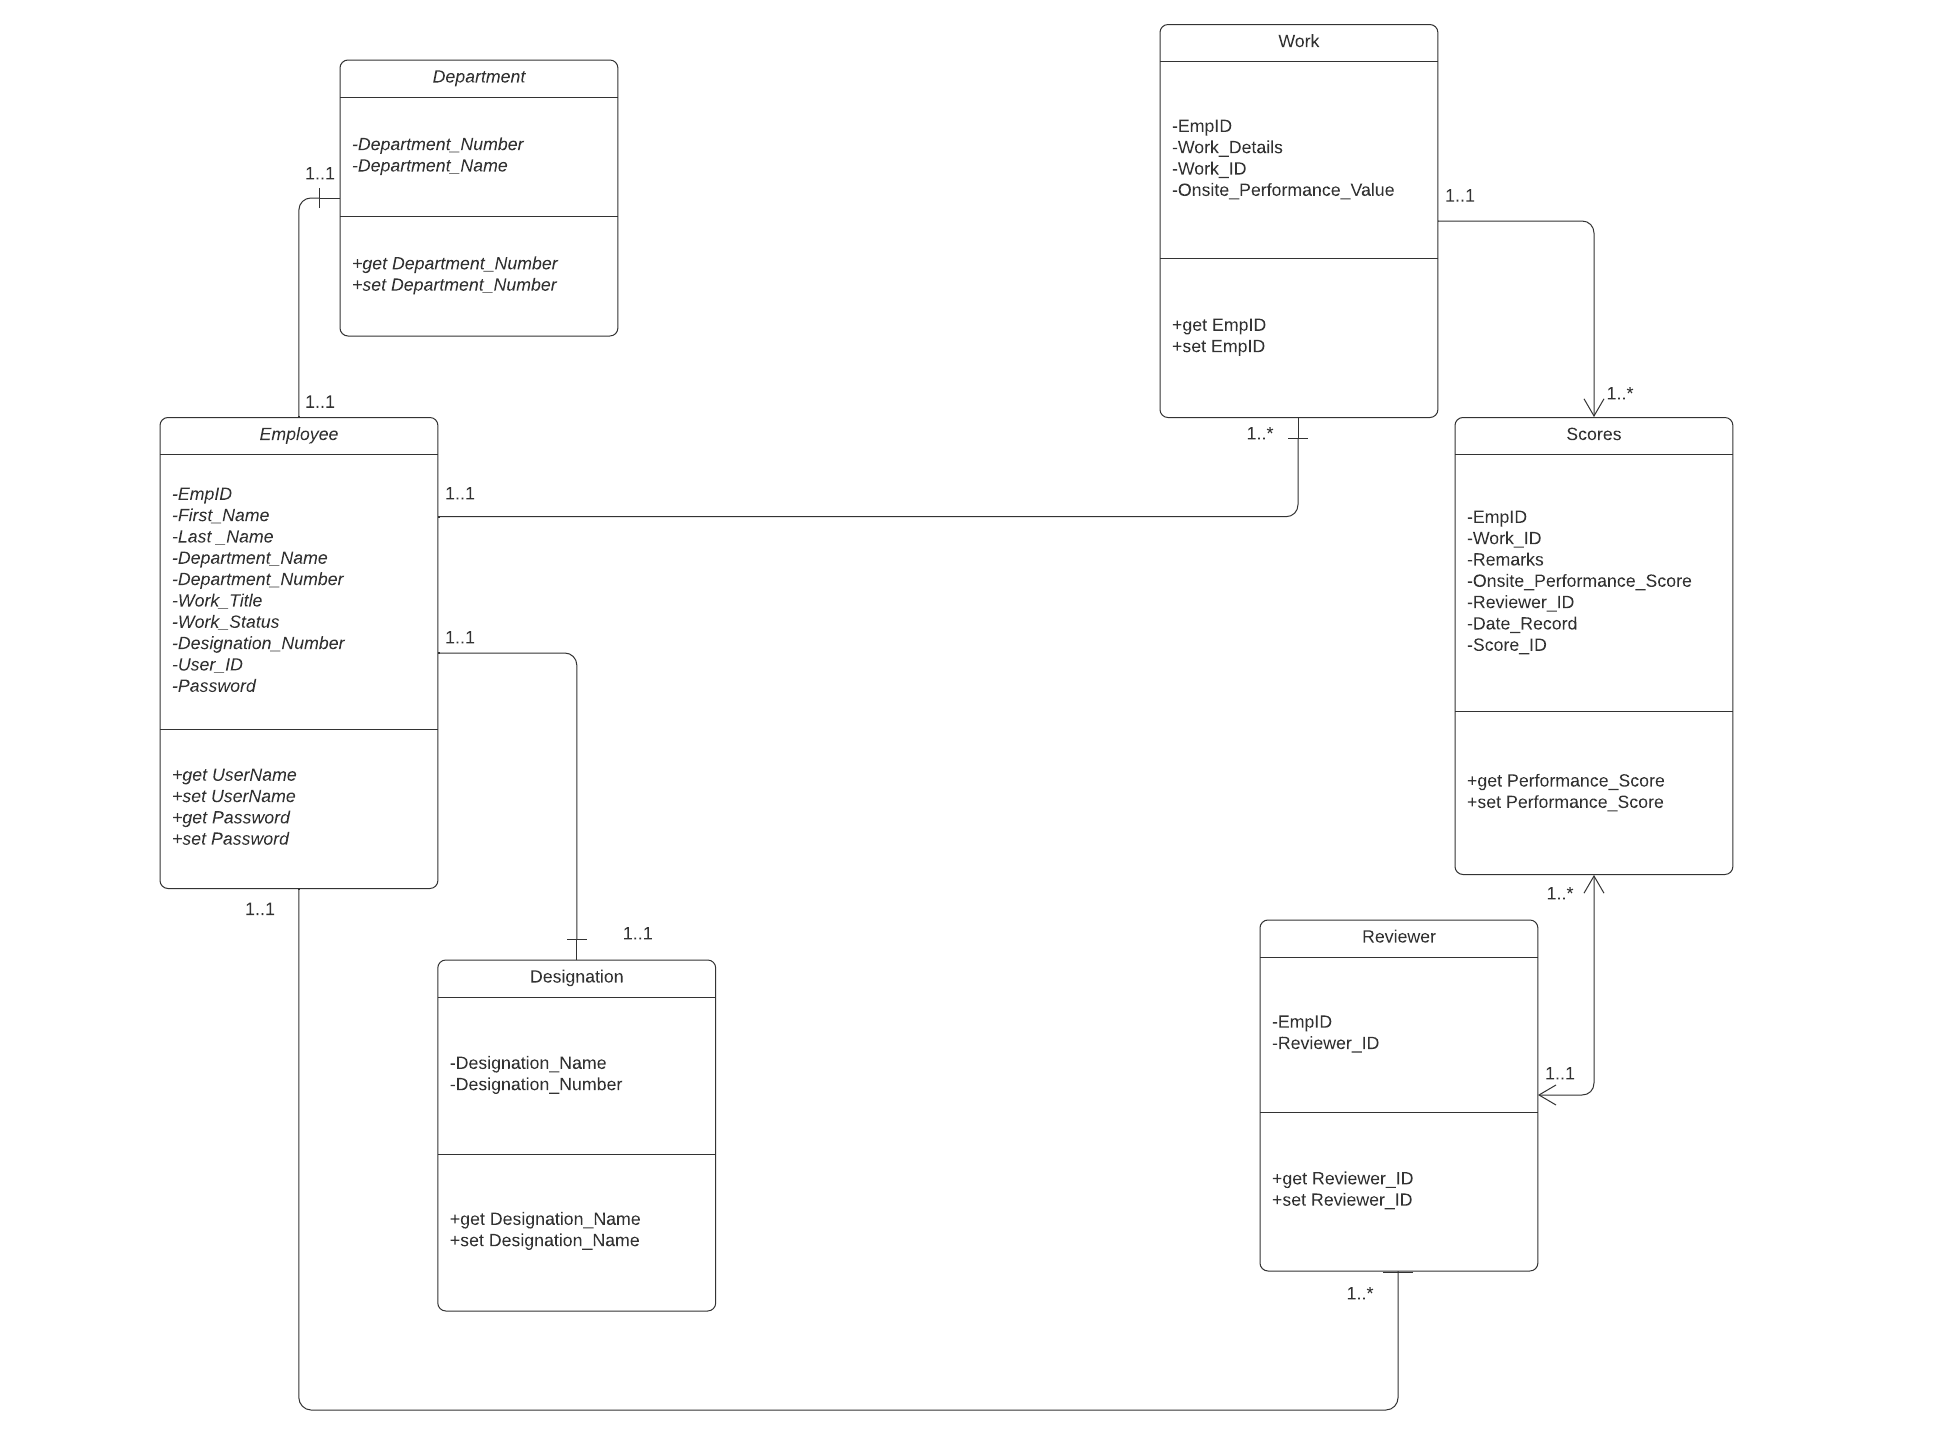 Department
-Department_Number
-Department_Name
1..1
+get Department_Number
+set Department_Number
1..1
Employee
-EmpID
-First_Name
-Last _Name
-Department_Name
-Department_Number
-Work_Title
-Work_Status
-Designation_Number
-User_ID
-Password
+get UserName
+set UserName
+get Password
+set Password
1..1
1..1
1..1
1..1
Designation
-Designation_Name
-Designation_Number
+get Designation_Name
+set Designation_Name
Work
-EmpID
-Work_Details
-Work_ID
-Onsite_Performance_Value
+get EmpID
+set EmpID
1..1
1..*
1..*
Scores
-EmpID
-Work_ID
-Remarks
-Onsite_Performance_Score
-Reviewer_ID
-Date_Record
-Score_ID
+get Performance_Score
+set Performance_Score
1..*
Reviewer
-EmpID
-Reviewer_ID
1..1
+get Reviewer_ID
+set Reviewer_ID
1..*